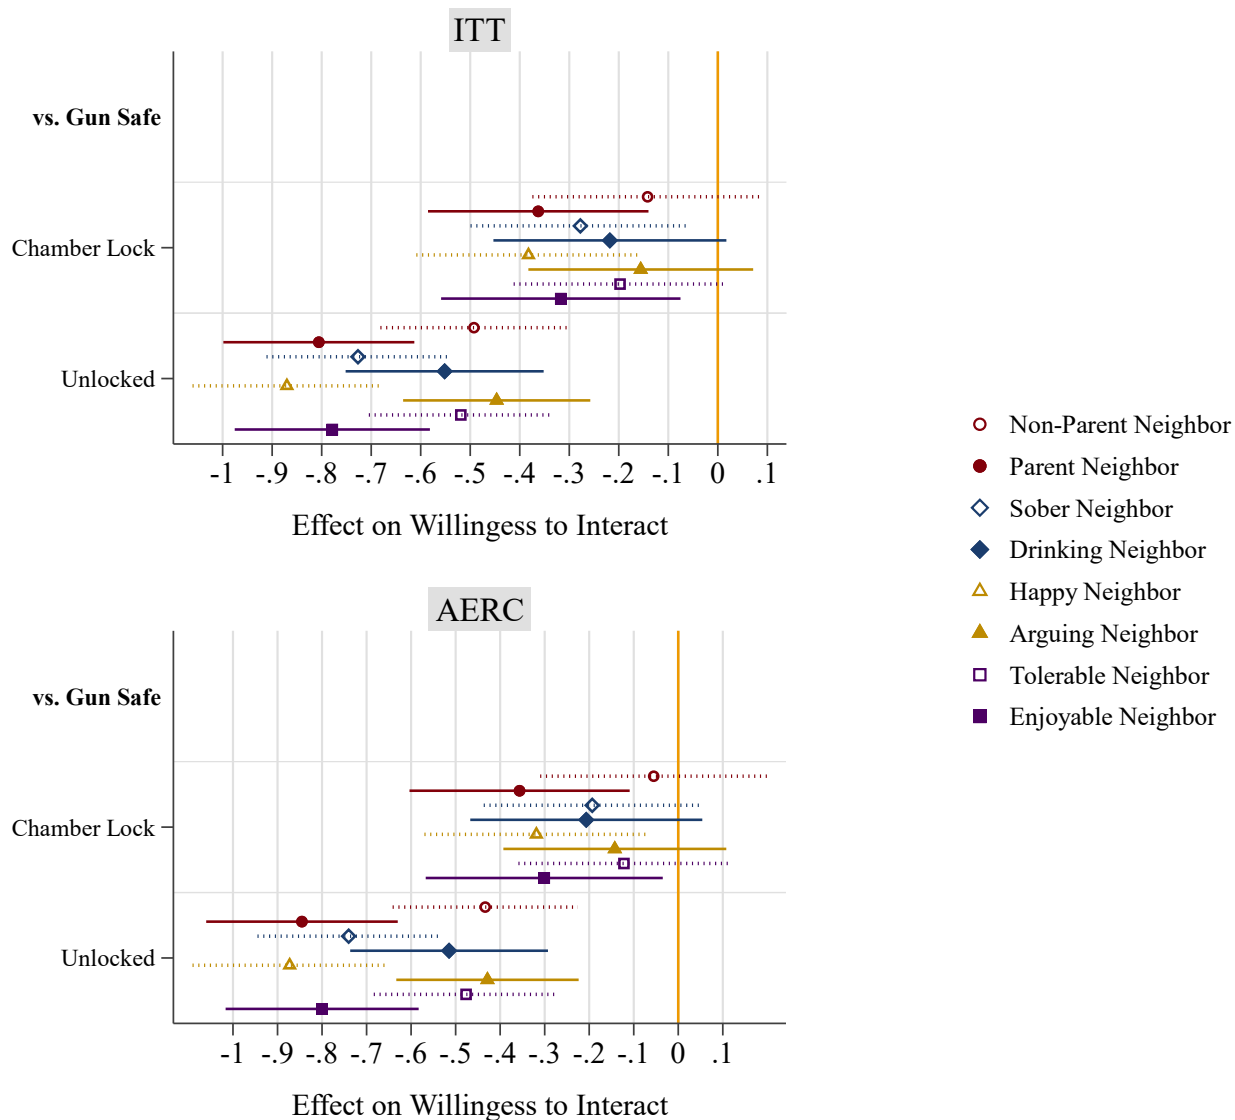 ITT
vs. Gun Safe
Chamber Lock
Unlocked
-1 -.9 -.8 -.7 -.6 -.5 -.4 -.3 -.2 -.1 0 .1
Effect on Willingess to Interact
Non-Parent Neighbor
Parent Neighbor
Sober Neighbor
Drinking Neighbor
Happy Neighbor
Arguing Neighbor
Tolerable Neighbor
Enjoyable Neighbor
AERC
vs. Gun Safe
Chamber Lock
Unlocked
-1 -.9 -.8 -.7 -.6 -.5 -.4 -.3 -.2 -.1 0 .1
Effect on Willingess to Interact